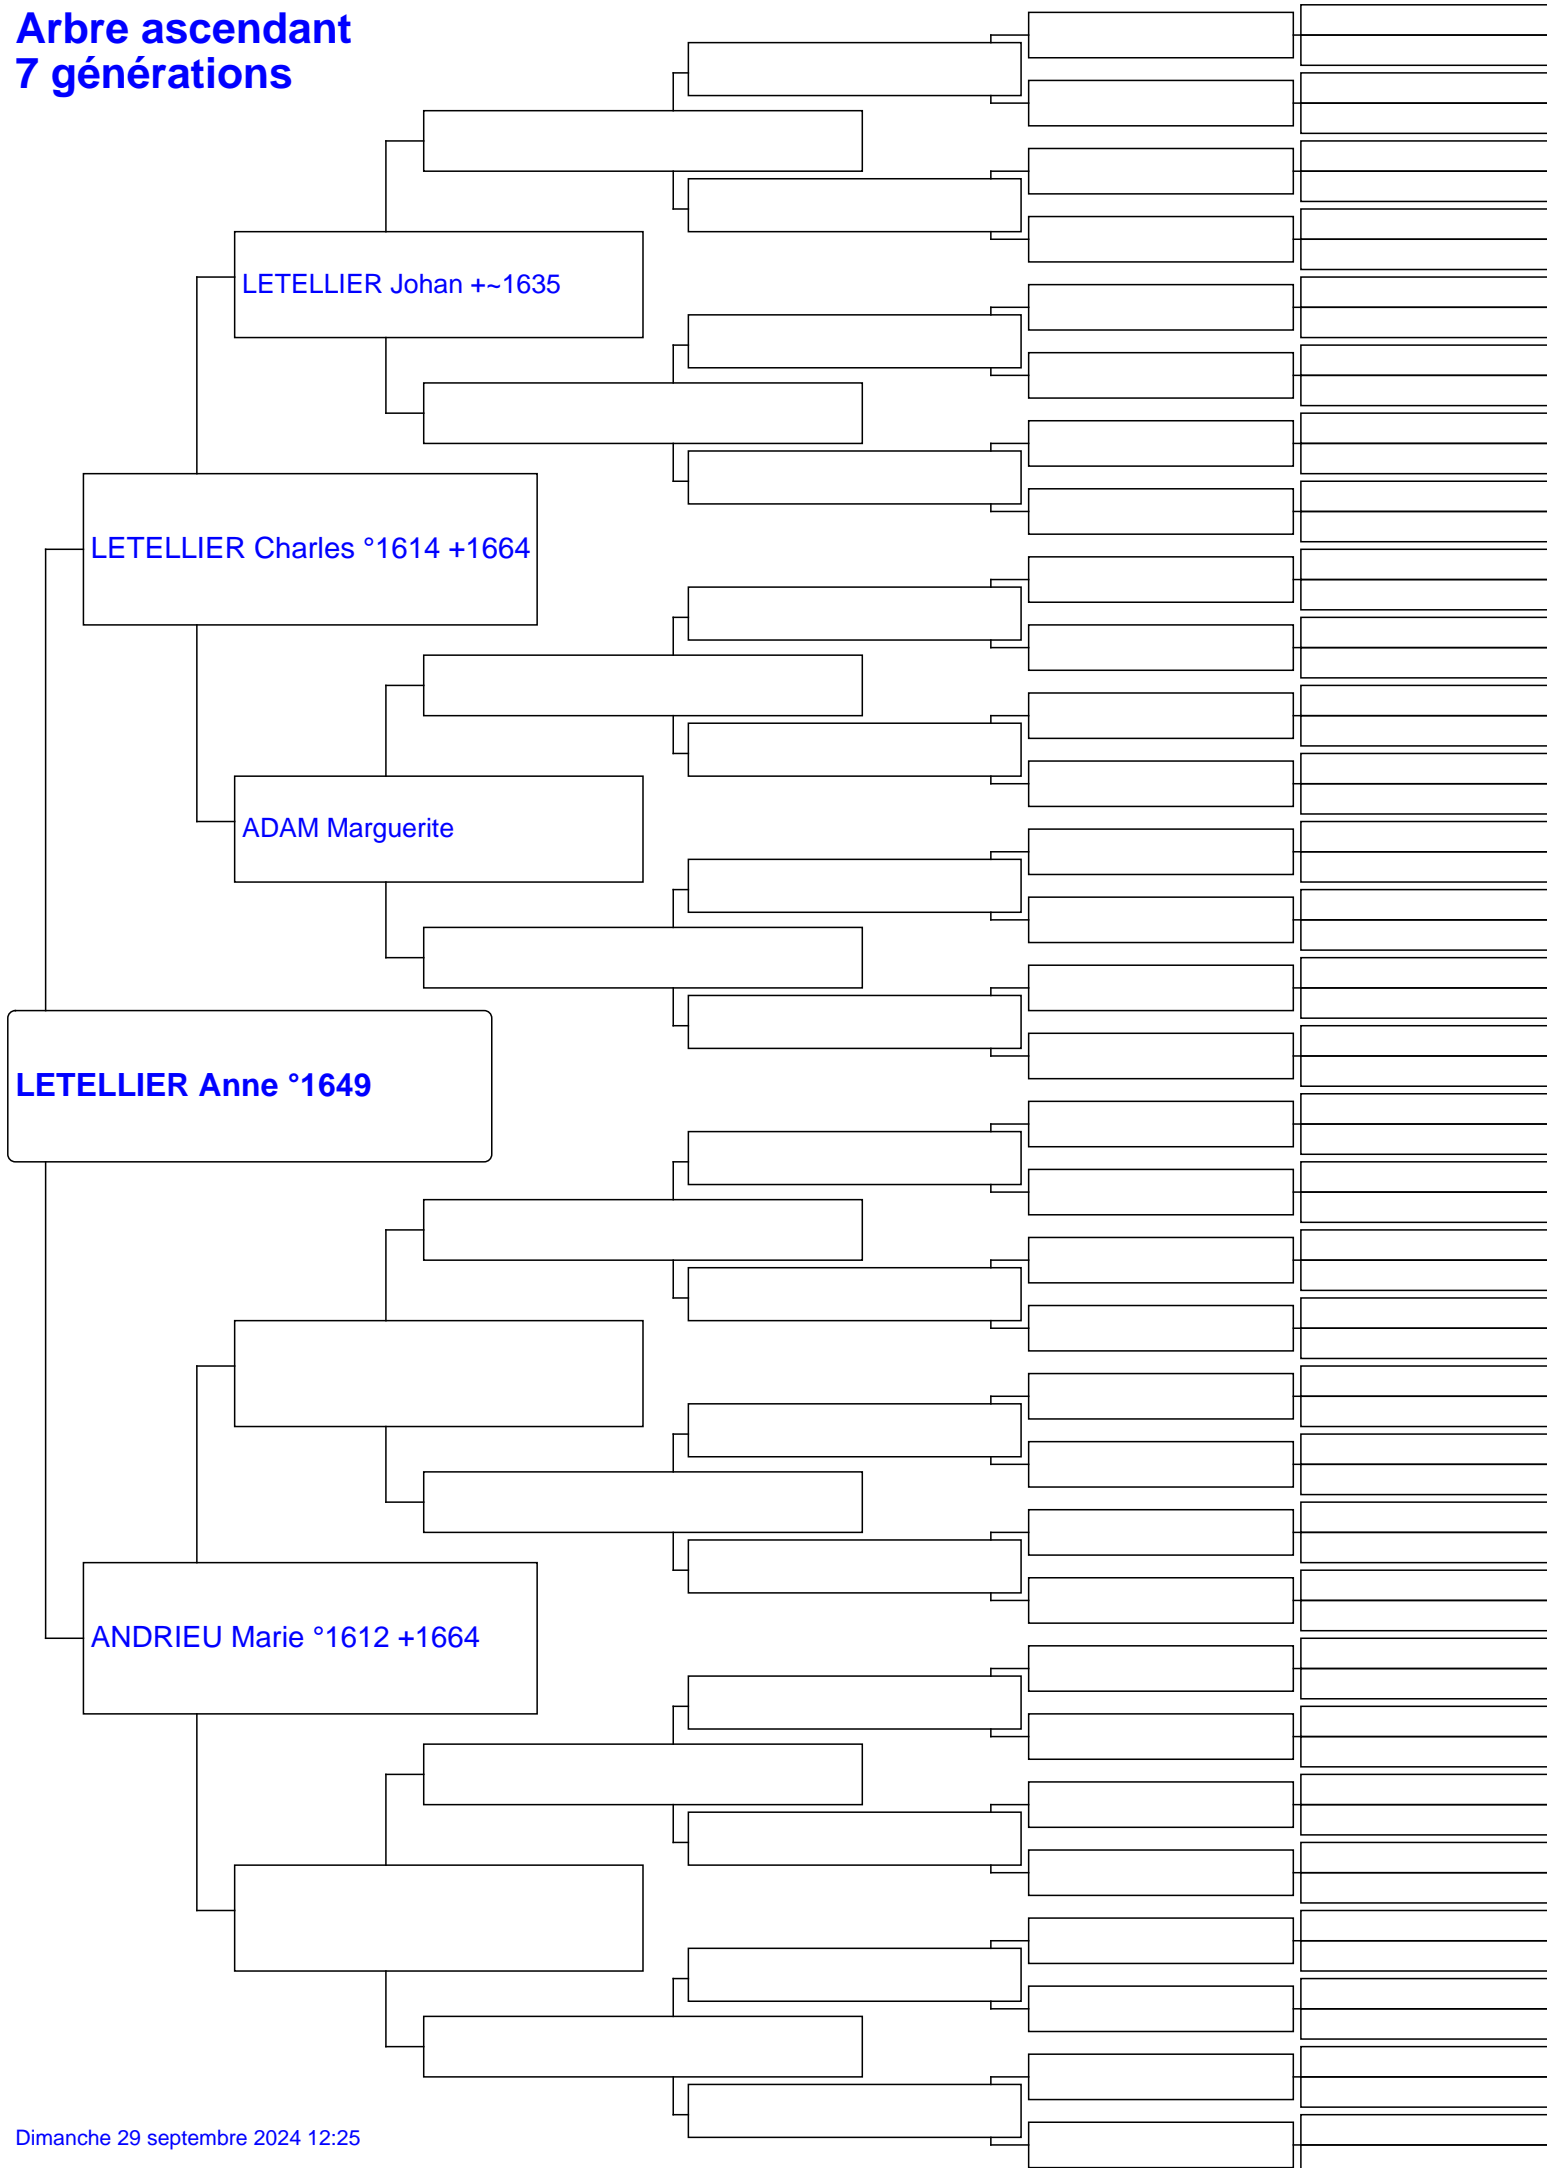 Arbre ascendant
7 générations
LETELLIER Johan +~1635
LETELLIER Charles °1614 +1664
ADAM Marguerite
LETELLIER Anne °1649
ANDRIEU Marie °1612 +1664
Dimanche 29 septembre 2024 12:25